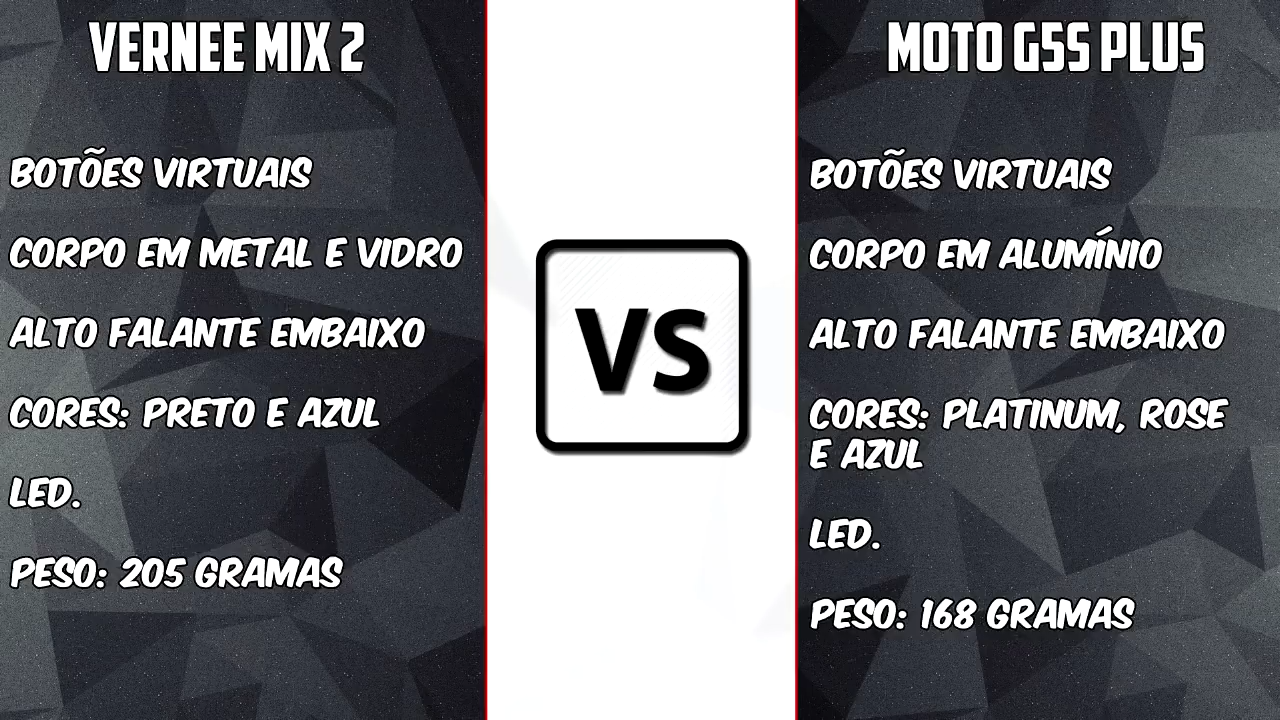 VERNEE MIX 2
BOTÕES VIRTUAIS
CORPO EM METAL E VIDRO
ALTO FALANTE EMBAIXO
CORES: PRETO E AZUL
LED.
PESO: 205 GRAMAS
VS
MOTO G5S PLUS
BOTÕES VIRTUAIS
CORPO EM ALUMÍNIO
ALTO FALANTE EMBAIXO
CORES: PLATINUM, ROSE
E AZUL
LED.
PESO: 168 GRAMAS